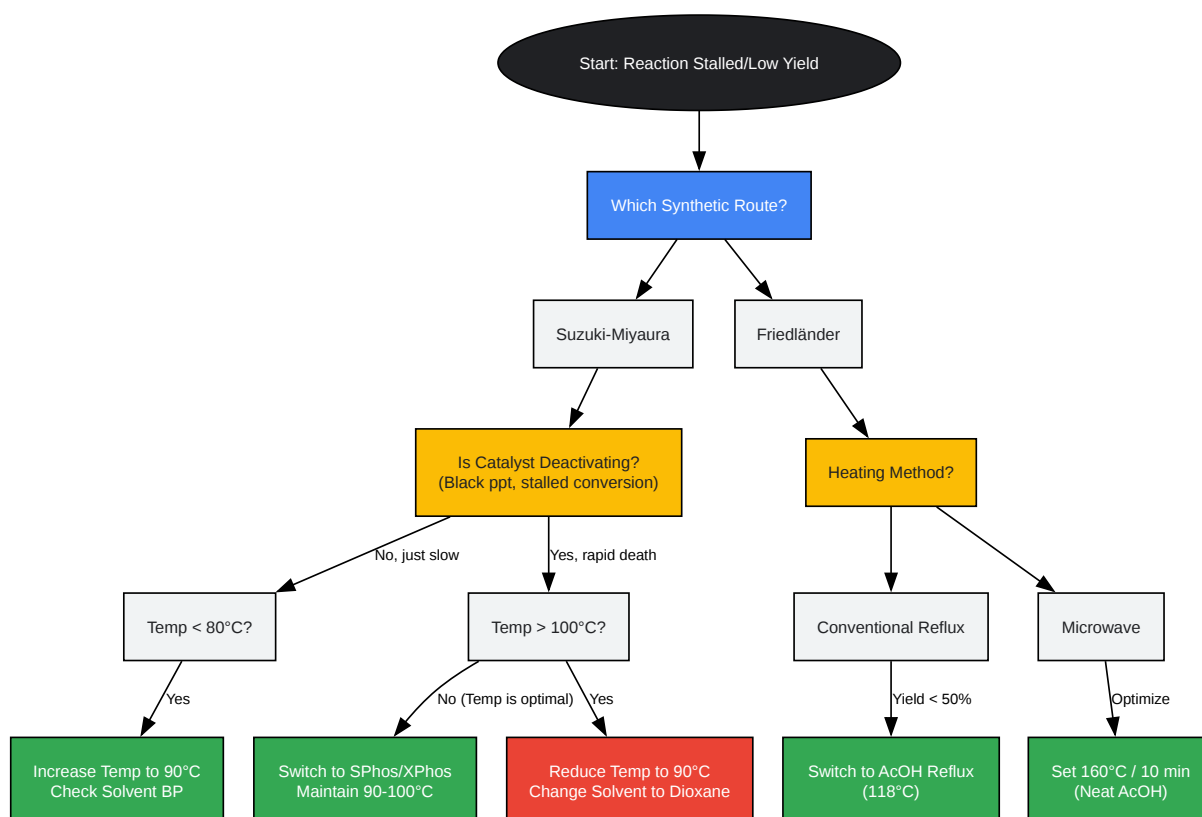 Start: Reaction Stalled/Low Yield
Which Synthetic Route?
Suzuki-Miyaura
Friedländer
Is Catalyst Deactivating?
(Black ppt, stalled conversion)
Heating Method?
No, just slow
Yes, rapid death
Temp < 80°C?
Temp > 100°C?
Conventional Reflux
Microwave
Yes
No (Temp is optimal)
Yes
Yield < 50%
Optimize
Increase Temp to 90°C
Check Solvent BP
Switch to SPhos/XPhos
Maintain 90-100°C
Reduce Temp to 90°C
Change Solvent to Dioxane
Switch to AcOH Reflux
(118°C)
Set 160°C / 10 min
(Neat AcOH)